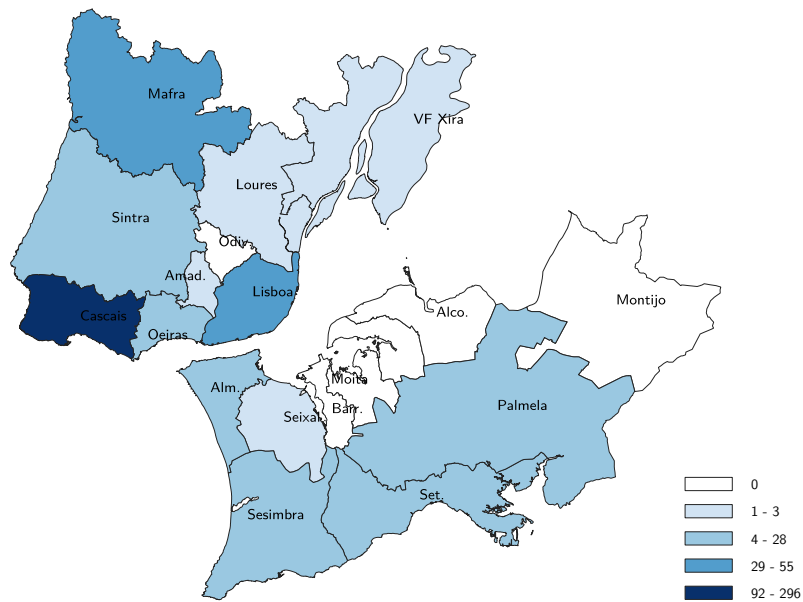 Mafra
VF Xira
Loures
Sintra
Odiv.
Amad.
Lisboa
Montijo
Cascais
Alco.
Oeiras
Moita
Alm.
Barr.
Seixal
Palmela
Set.
Sesimbra
0
1 - 3
4 - 28
29 - 55
92 - 296